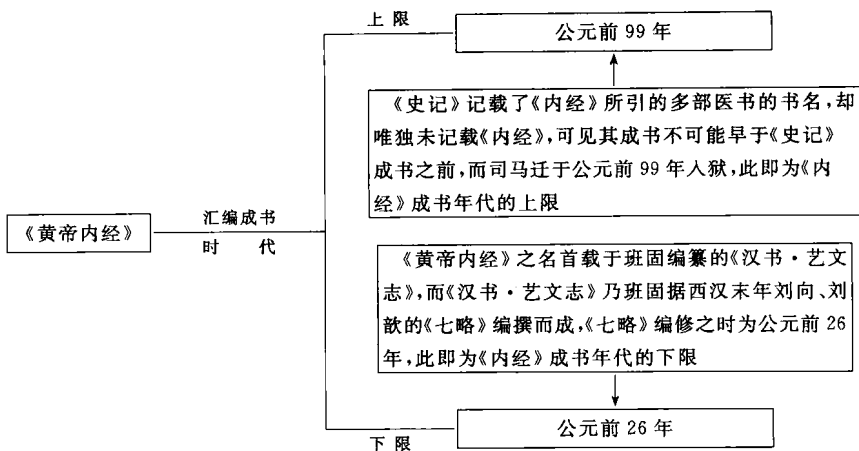 上限
公元前 99 年
《史记》记载了《内经》所引的多部医书的书名,却
唯独未记载《内经》,可见其成书不可能早于《史记》
成书之前,而司马迁于公元前 99 年入狱,此即为《内
经》成书年代的上限
《黄帝内经》
汇编成书
时代
《黄帝内经》之名首载于班固编纂的《汉书·艺文
志》,而《汉书·艺文志》乃班固据西汉末年刘向、刘
歆的《七略》编撰而成,《七略》编修之时为公元前 26
年,此即为《内经》成书年代的下限
公元前 26 年
下限